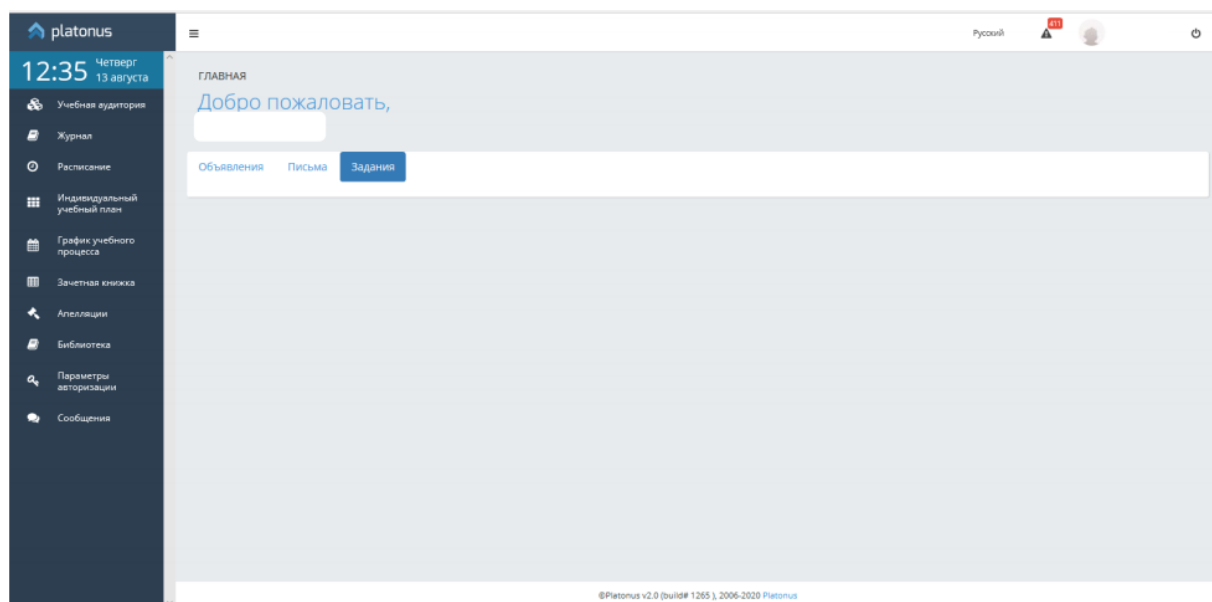 platonus
Русский
411
12:35
Четверг
13 августа
Учебная аудитория
Журнал
Расписание
Индивидуальный
учебный план
График учебного
процесса
Зачетная книжка
Апелляции
Библиотека
Параметры
авторизации
Сообщения
ГЛАВНАЯ
Добро пожаловать,
Объявления Письма Задания
©Platonus v2.0 (build# 1265 ), 2006-2020 Platonus